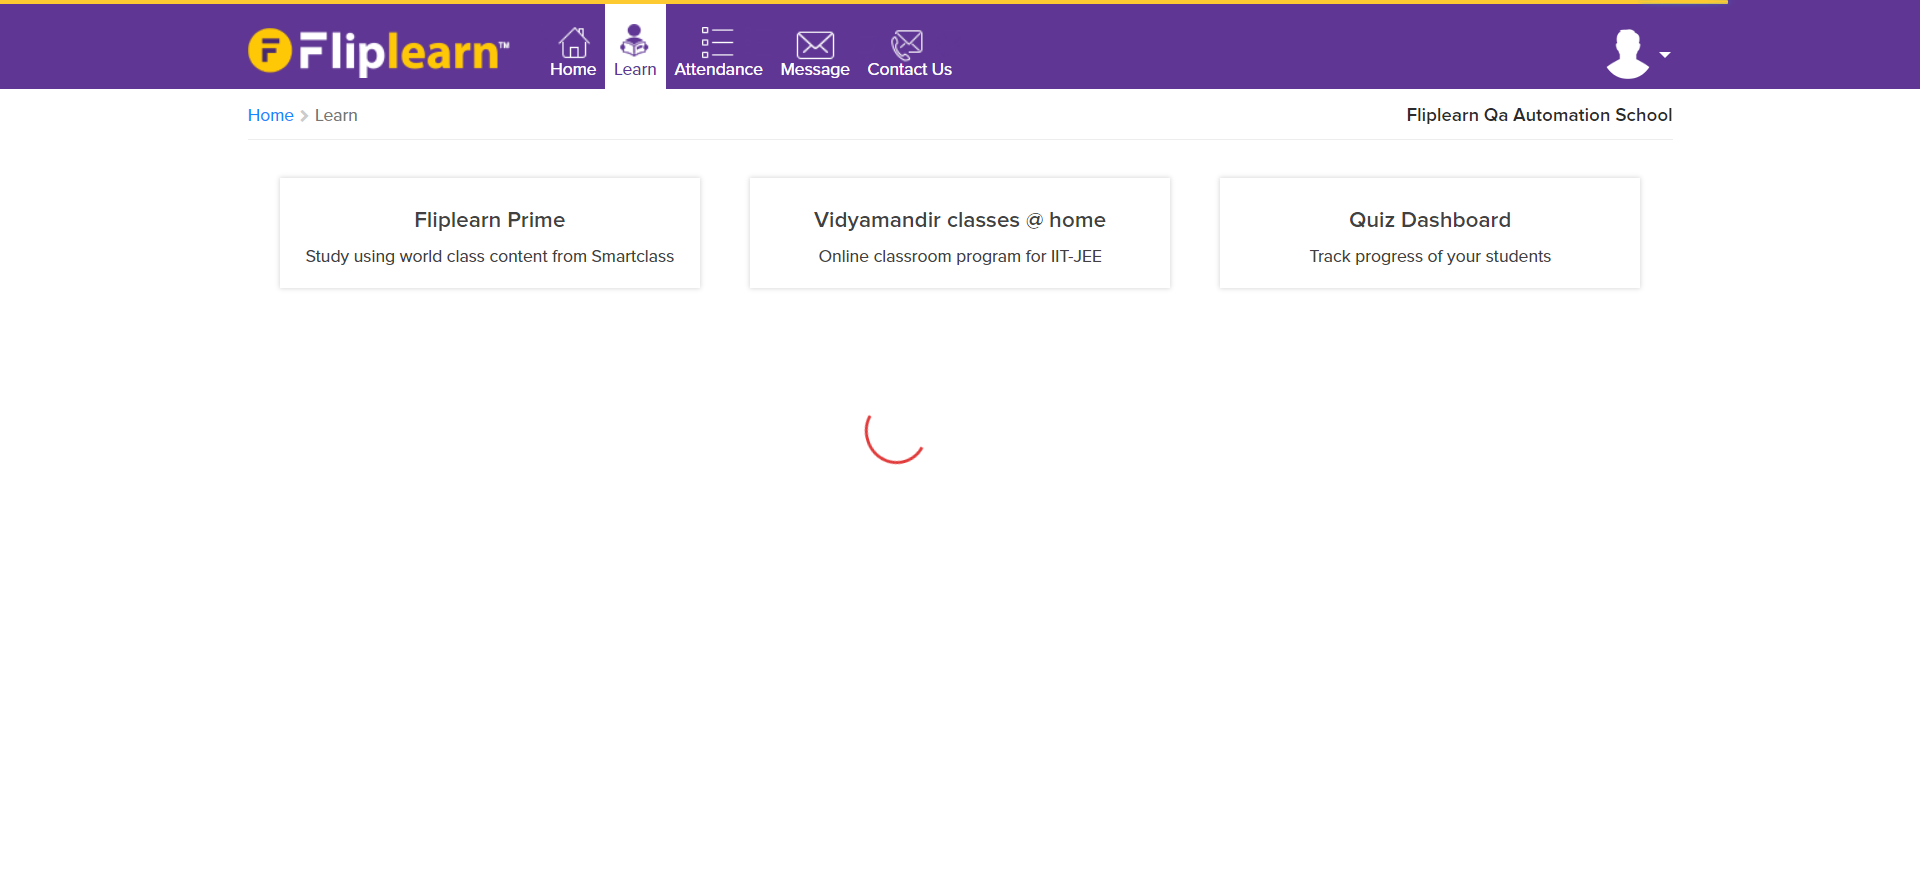 Fliplearn™
Home
Learn
Attendance
Message
Contact Us
Home
Learn
Fliplearn Qa Automation School
Fliplearn Prime
Study using world class content from Smartclass
Vidyamandir classes @ home
Online classroom program for IIT-JEE
Quiz Dashboard
Track progress of your students